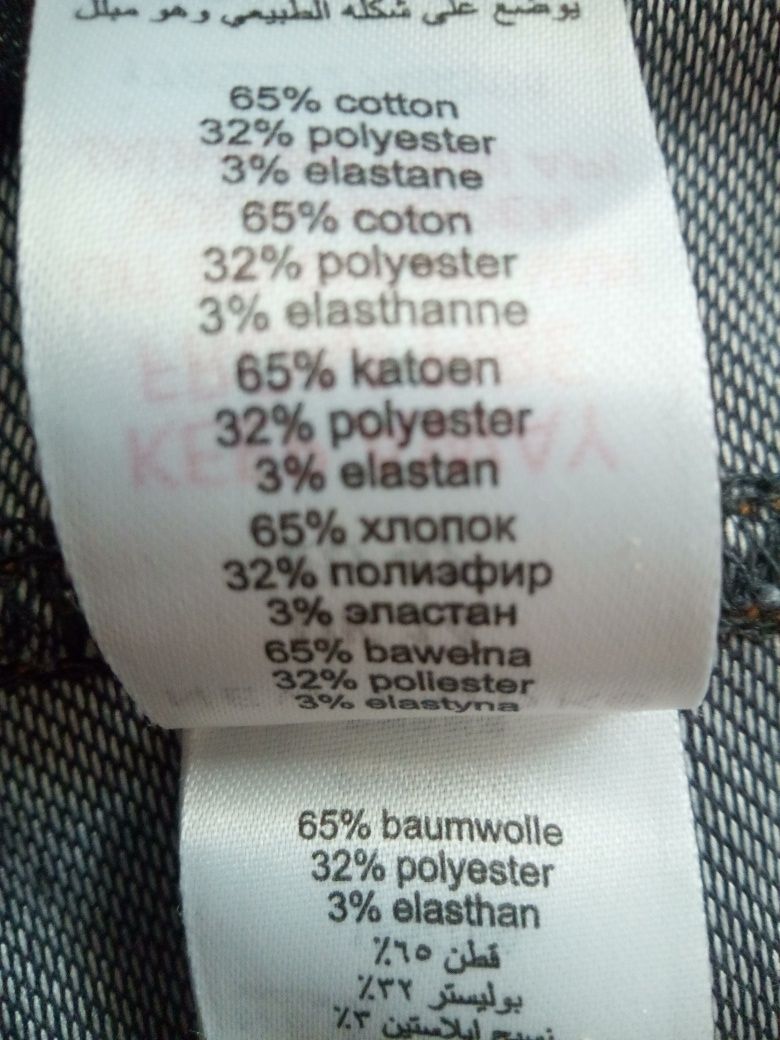 يوضع على شكله الطبيعي وهو مبلل
65% cotton
32% polyester
3% elastane
65% coton
32% polyester
3% elasthanne
65% katoen
32% polyester
3% elastan
65% хлопок
32% полиэфир
3% эластан
65% bawełna
32% poliester
3% elastyna
65% baumwolle
32% polyester
3% elasthan
قطن ٦٥٪
بوليستر ٣٢٪
نسيج ايلاستين ٣٪